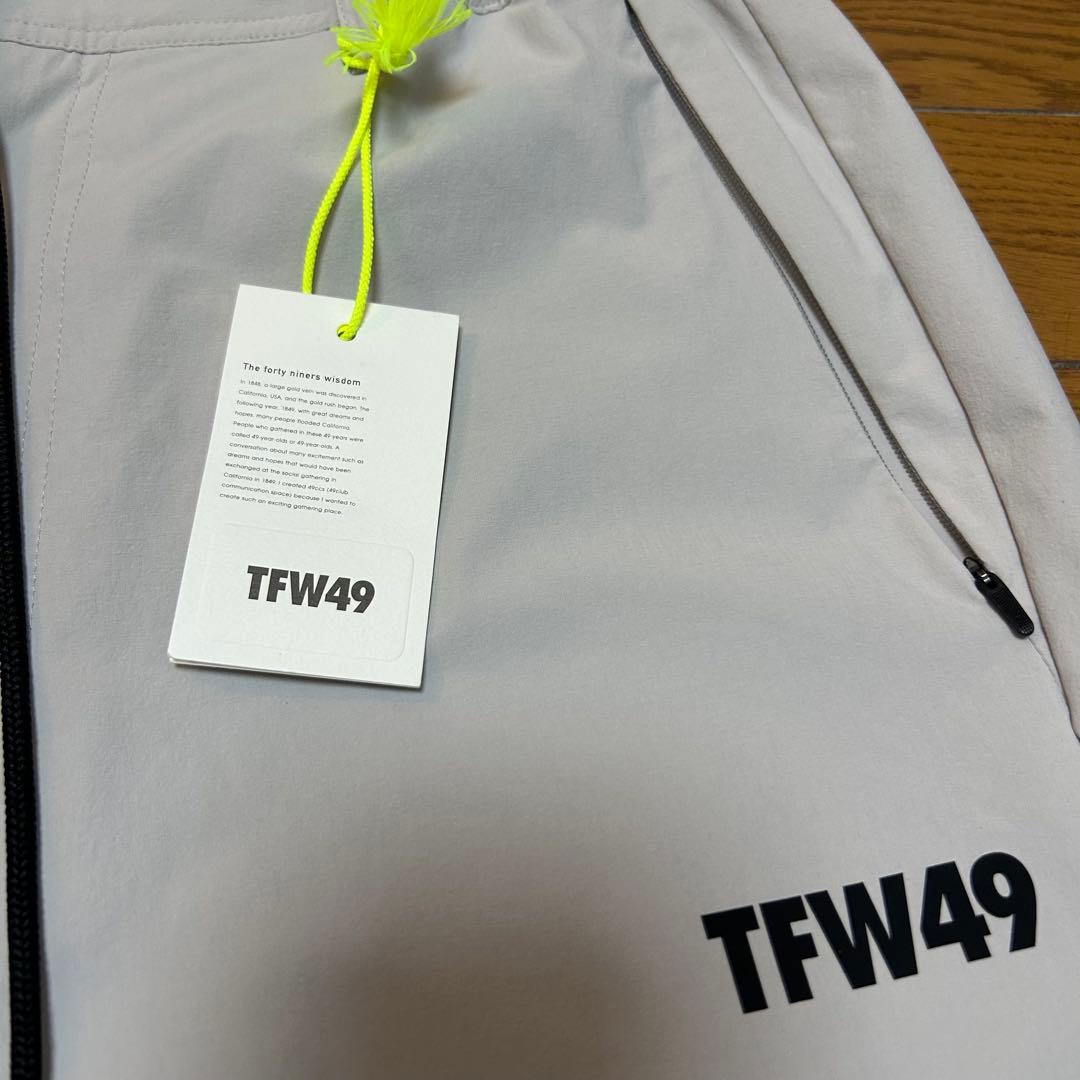 The forty niners wisdom
In 1848, a large gold vein was discovered in
California, USA, and the gold rush began. The
following year, 1849, with great dreams and
hopes, many people flooded California.
People who gathered in these 49 years were
called 49-year-olds or 49-year-olds. A
conversation about many excitement such as
dreams and hopes that would have been
exchanged at the social gathering in
California in 1849. I created 49ccs (49club
communication space) because I wanted to
create such an exciting gathering place.
TFW49
TFW49